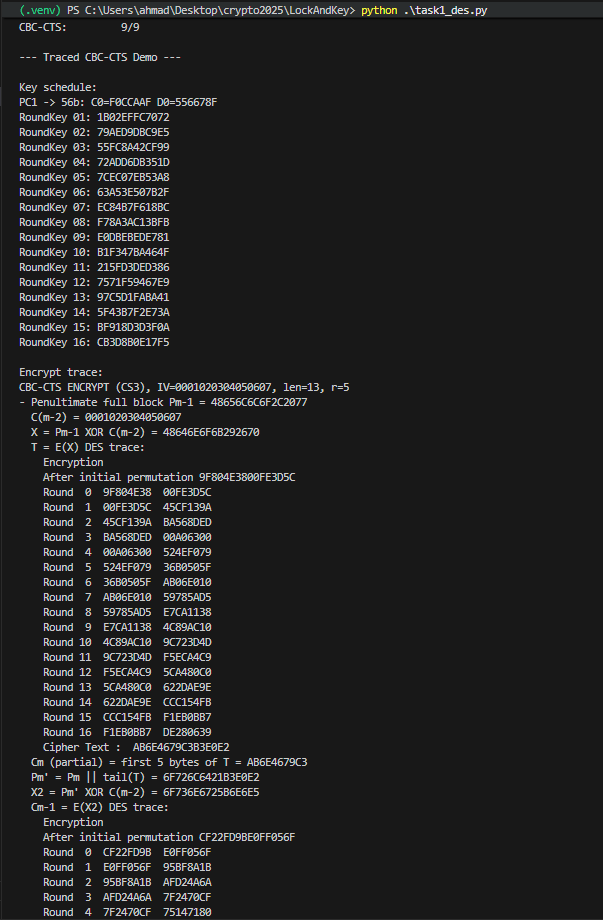 (.venv) PS C:\Users\ahmad\Desktop\crypto2025\LockAndKey> python .\task1_des.py
CBC-CTS: 9/9
--- Traced CBC-CTS Demo ---
Key schedule:
PC1 -> 56b: C0=F0CCAAF D0=556678F
RoundKey 01: 1B02EFFC7072
RoundKey 02: 79AED9DBC9E5
RoundKey 03: 55FC8A42CF99
RoundKey 04: 72ADD6DB351D
RoundKey 05: 7CEC07EB53A8
RoundKey 06: 63A53E507B2F
RoundKey 07: EC84B7F618BC
RoundKey 08: F78A3AC13BFB
RoundKey 09: E0DBEBEDE781
RoundKey 10: B1F347BA464F
RoundKey 11: 215FD3DED386
RoundKey 12: 7571F59467E9
RoundKey 13: 97C5D1FABA41
RoundKey 14: 5F43B7F2E73A
RoundKey 15: BF918D3D3F0A
RoundKey 16: CB3D8B0E17F5
Encrypt trace:
CBC-CTS ENCRYPT (CS3), IV=0001020304050607, len=13, r=5
- Penultimate full block Pm-1 = 48656C6C6F2C2077
C(m-2) = 0001020304050607
X = Pm-1 XOR C(m-2) = 48646E6F6B292670
T = E(X) DES trace:
Encryption
After initial permutation 9F804E3800FE3D5C
Round 0 9F804E38 00FE3D5C
Round 1 00FE3D5C 45CF139A
Round 2 45CF139A BA568DED
Round 3 BA568DED 00A06300
Round 4 00A06300 524EF079
Round 5 524EF079 36B0505F
Round 6 36B0505F AB06E010
Round 7 AB06E010 59785AD5
Round 8 59785AD5 E7CA1138
Round 9 E7CA1138 4C89AC10
Round 10 4C89AC10 9C723D4D
Round 11 9C723D4D F5ECA4C9
Round 12 F5ECA4C9 5CA480C0
Round 13 5CA480C0 622DAE9E
Round 14 622DAE9E CCC154FB
Round 15 CCC154FB F1EB0BB7
Round 16 F1EB0BB7 DE280639
Cipher Text : AB6E4679C3B3E0E2
Cm (partial) = first 5 bytes of T = AB6E4679C3
Pm' = Pm || tail(T) = 6F726C6421B3E0E2
X2 = Pm' XOR C(m-2) = 6F736E6725B6E6E5
Cm-1 = E(X2) DES trace:
Encryption
After initial permutation CF22FD9BE0FF056F
Round 0 CF22FD9B E0FF056F
Round 1 E0FF056F 95BF8A1B
Round 2 95BF8A1B AFD24A6A
Round 3 AFD24A6A 7F2470CF
Round 4 7F2470CF 75147180